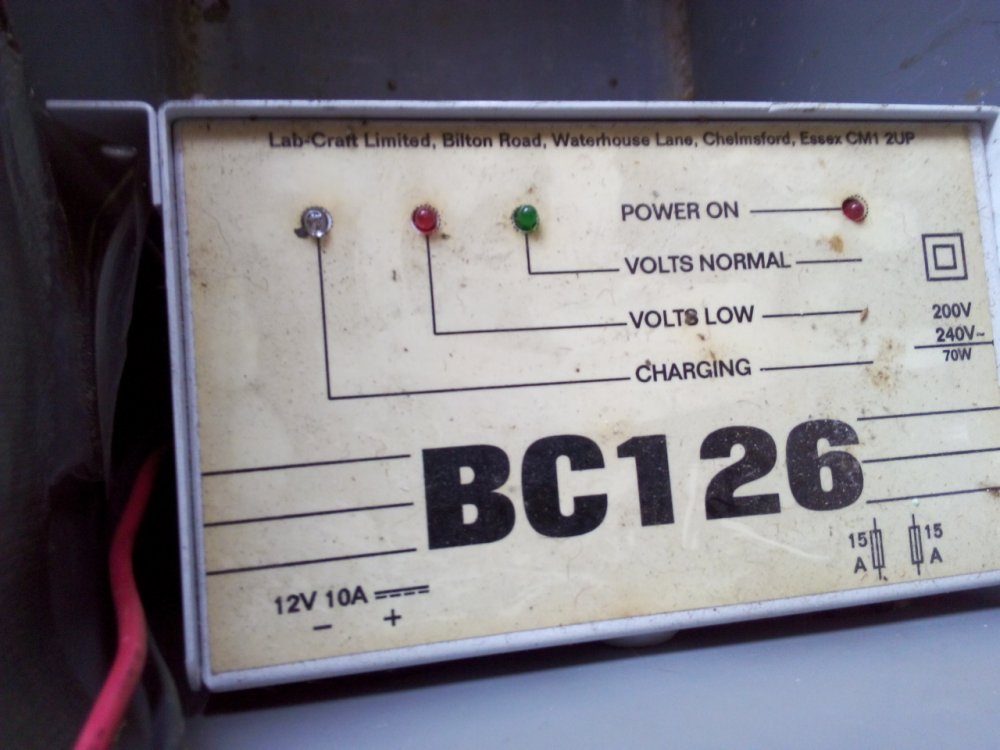 Lab-Craft Limited, Bilton Road, Waterhouse Lane, Chelmsford, Essex CM1 2UP
POWER ON
VOLTS NORMAL
VOLTS LOW
CHARGING
200V
240V~
70W
BC126
15 A
15 A
12V 10A
− +